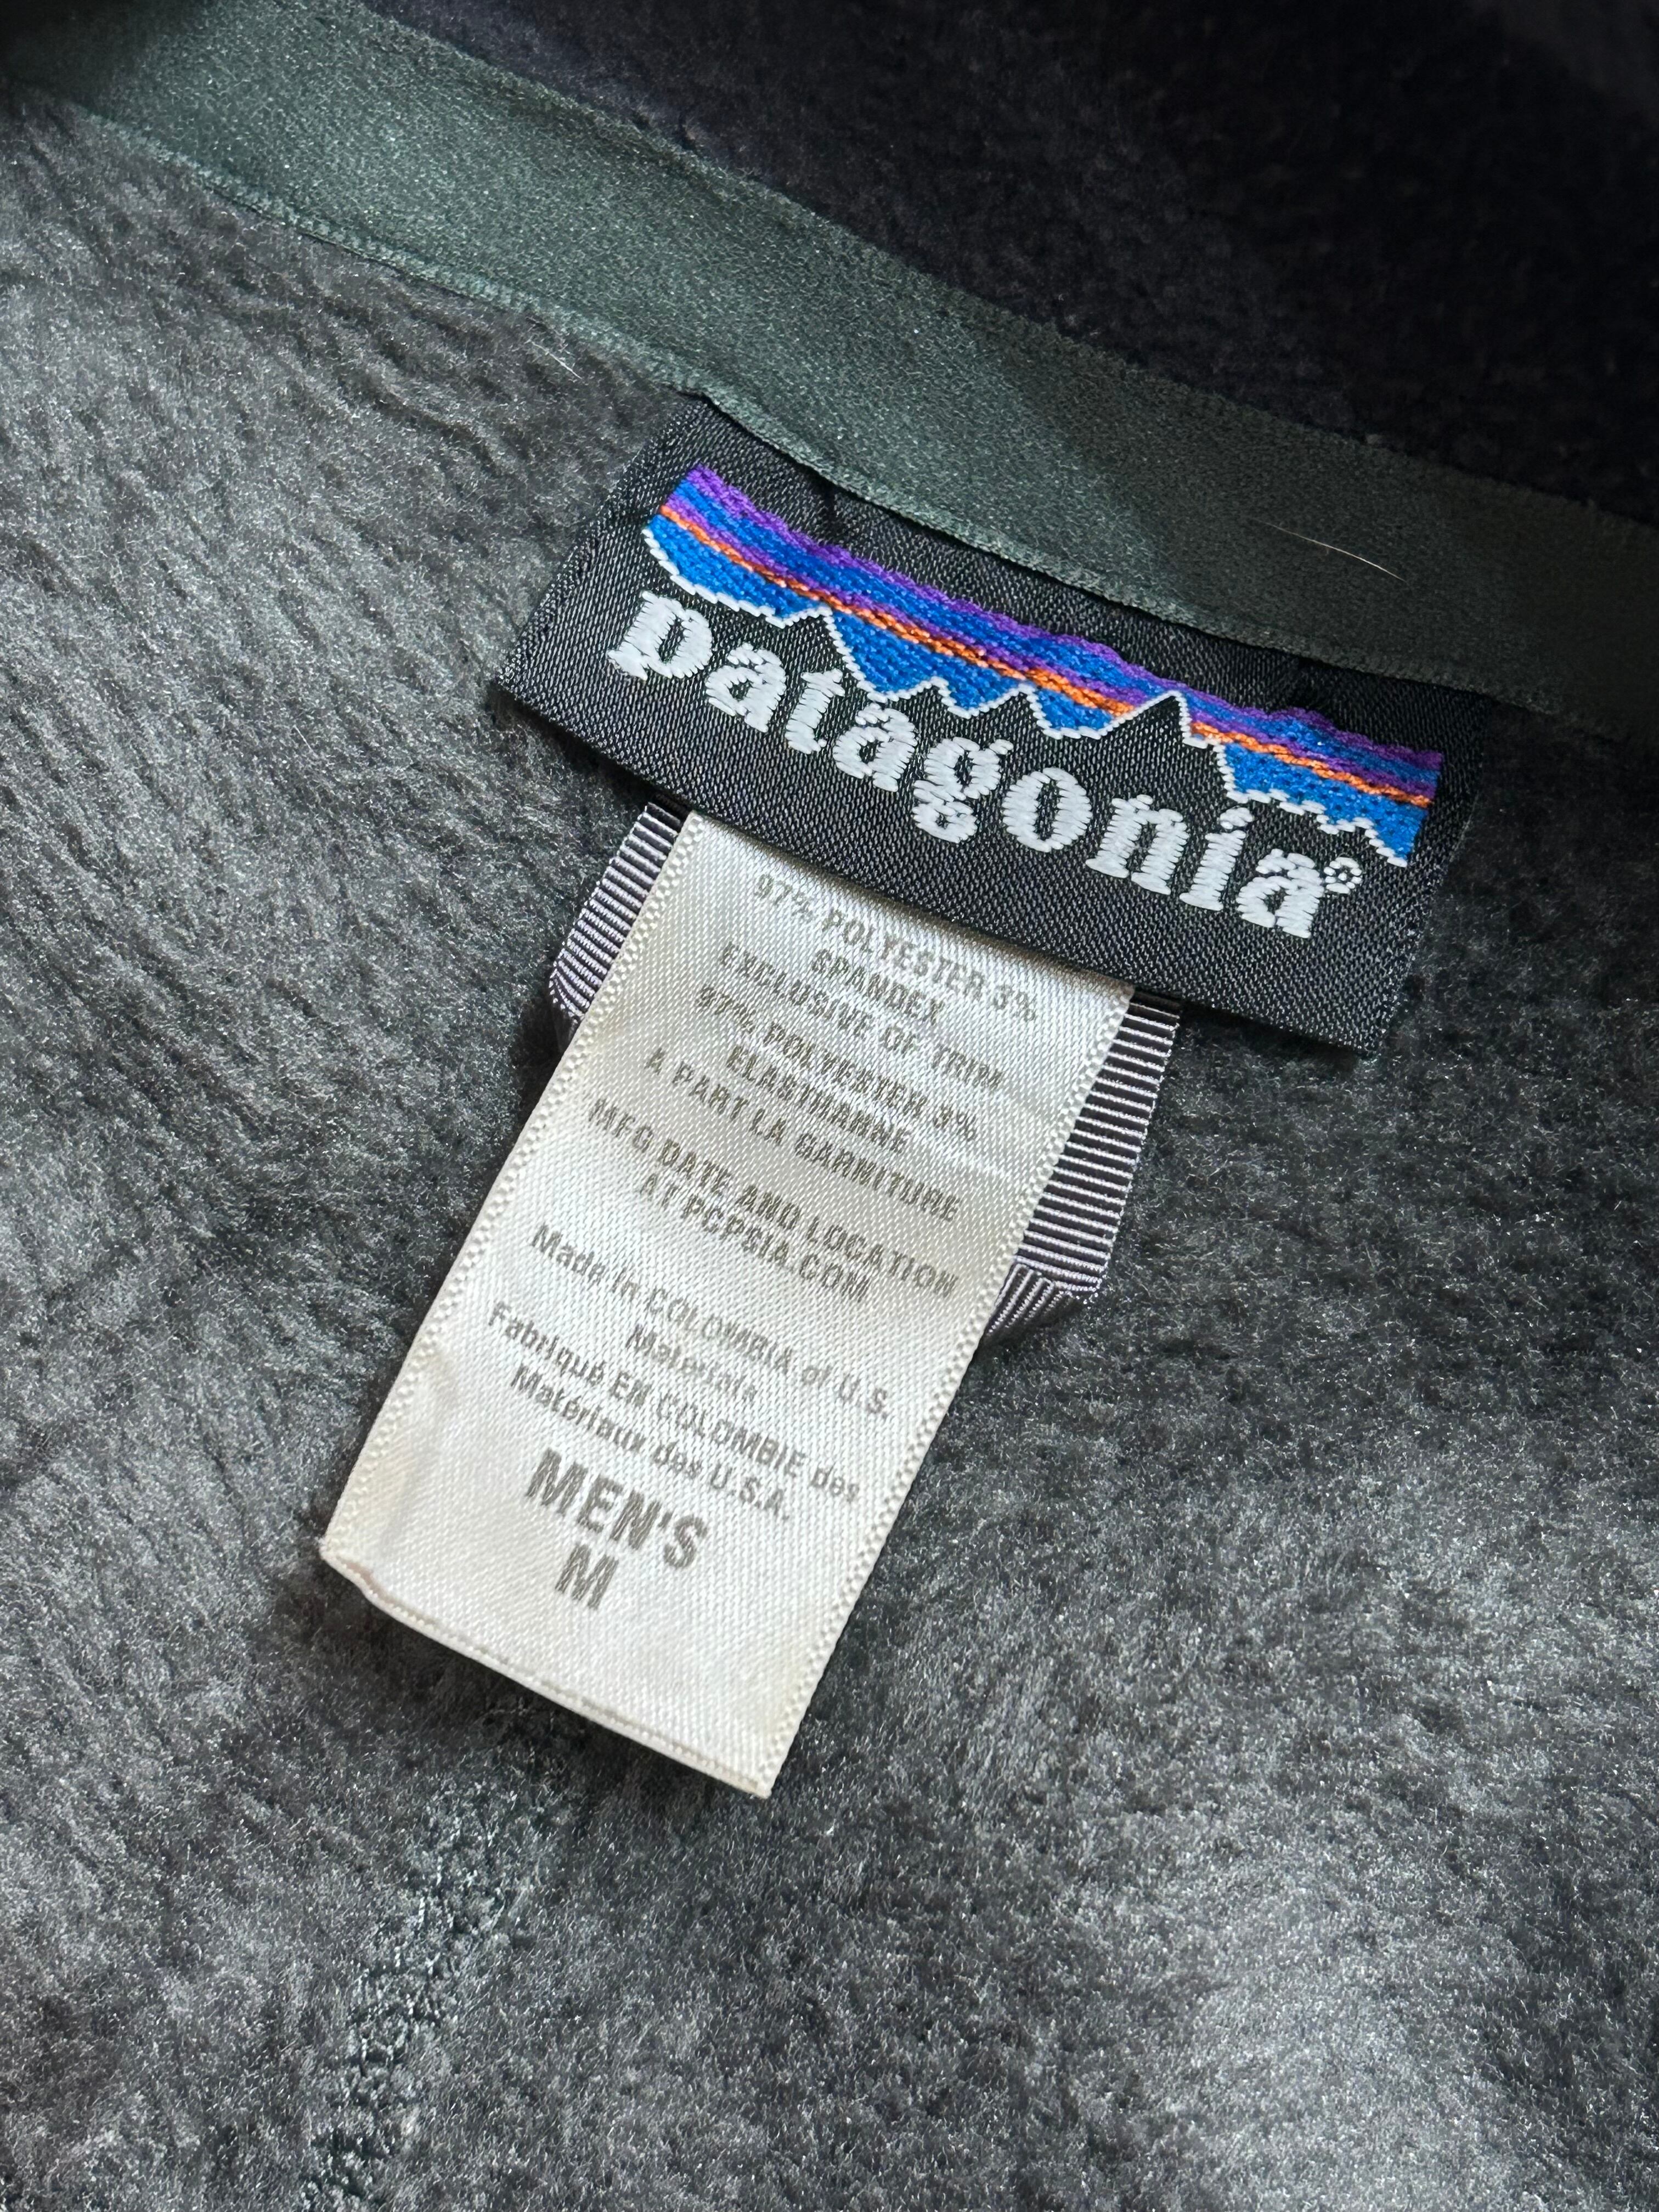 patagonia®
97% POLYESTER 3%
SPANDEX
EXCLUSIVE OF TRIM
97% POLYESTER 3%
ELASTHANNE
A PART LA GARNITURE
MFG DATE AND LOCATION
AT PCPSIA.COM
Made in COLOMBIA of U.S.
Materials
Fabriqué EN COLOMBIE des
Matériaux des U.S.A.
MEN'S
M